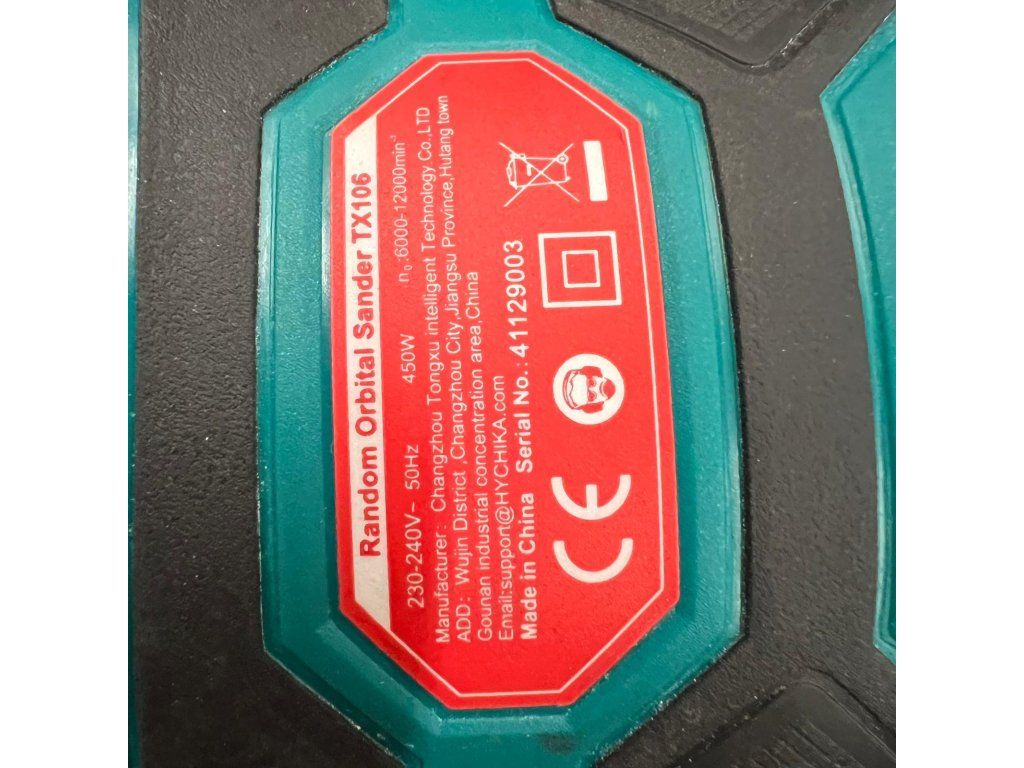 Random Orbital Sander TX106
230-240V~ 50Hz 450W n₀:6000-12000min⁻¹
Manufacturer: Changzhou Tongxu intelligent Technology Co.,LTD
ADD: Wujin District ,Changzhou City,Jiangsu Province,Hutang town
Gounan industrial concentration area,China
Email:support@HYCHIKA.com
Made in China Serial No.: 41129003
CE